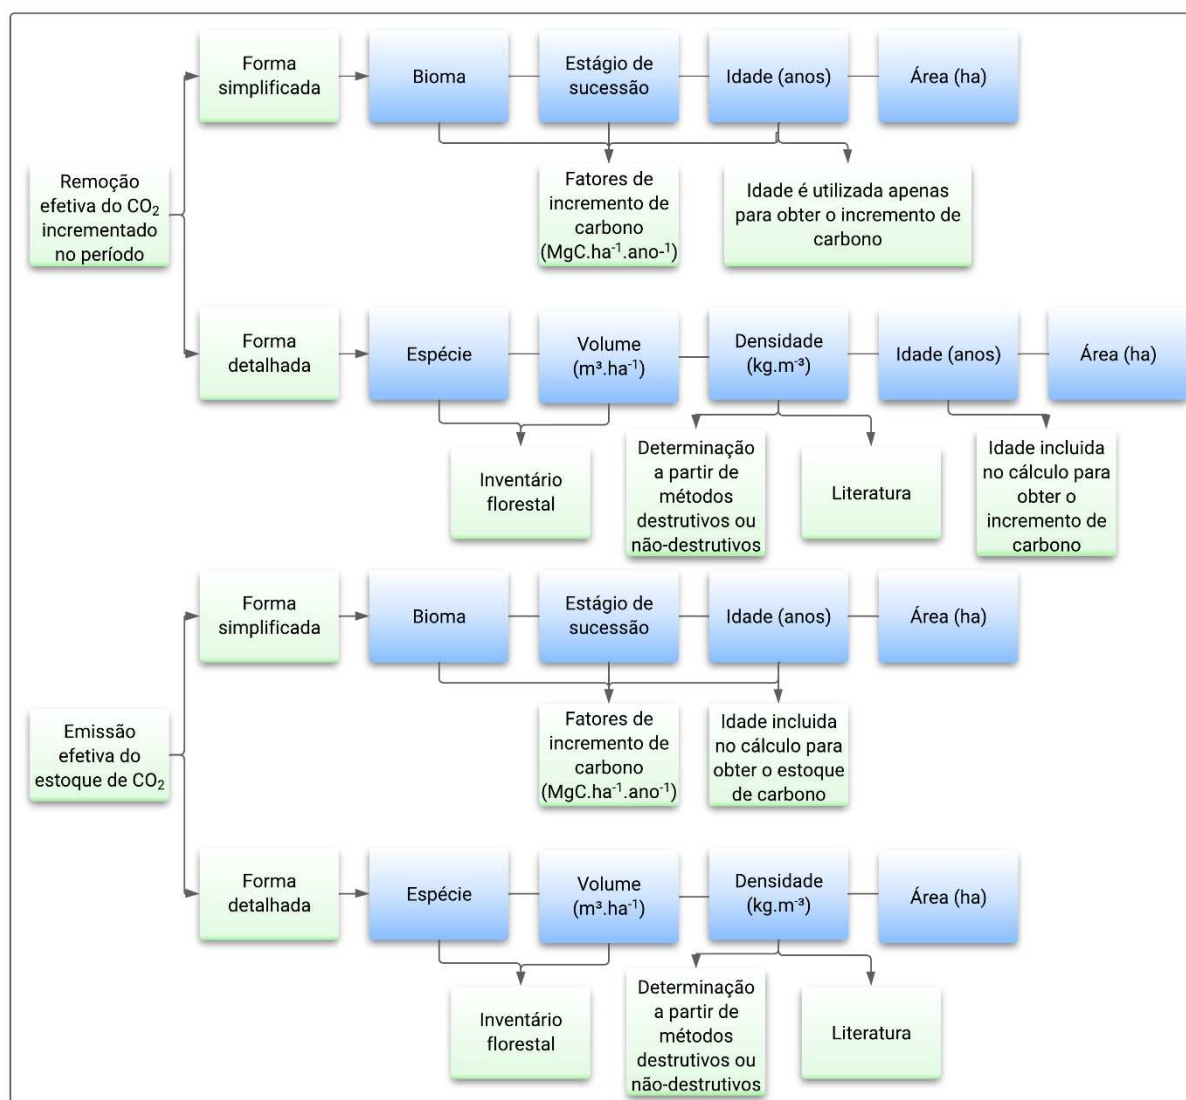 Forma
simplificada
Bioma
Estágio de
sucessão
Idade (anos)
Área (ha)
Remoção
efetiva do CO₂
incrementado
no período
Fatores de
incremento de
carbono
(MgC.ha⁻¹.ano-¹)
Idade é utilizada apenas
para obter o incremento de
carbono
Forma
detalhada
Espécie
Volume
(m³.ha⁻¹)
Densidade
(kg.m⁻³)
Idade (anos)
Área (ha)
Inventário
florestal
Determinação
a partir de
métodos
destrutivos ou
não-destrutivos
Literatura
Idade incluida
no cálculo para
obter o
incremento de
carbono
Forma
simplificada
Bioma
Estágio de
sucessão
Idade (anos)
Área (ha)
Emissão
efetiva do
estoque de CO₂
Fatores de
incremento de
carbono
(MgC.ha⁻¹.ano⁻¹)
Idade incluida
no cálculo para
obter o estoque
de carbono
Forma
detalhada
Espécie
Volume
(m³.ha⁻¹)
Densidade
(kg.m⁻³)
Área (ha)
Inventário
florestal
Determinação
a partir de
métodos
destrutivos ou
não-destrutivos
Literatura